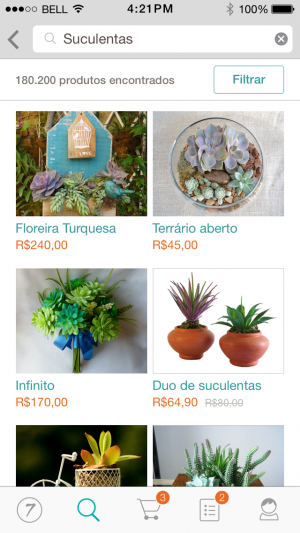 BELL 4:21PM 100%
Suculentas
180.200 produtos encontrados Filtrar
Floreira Turquesa Terrário aberto
R$240,00 R$45,00
Infinito Duo de suculentas
R$170,00 R$64,90 R$80,00
7 3 2